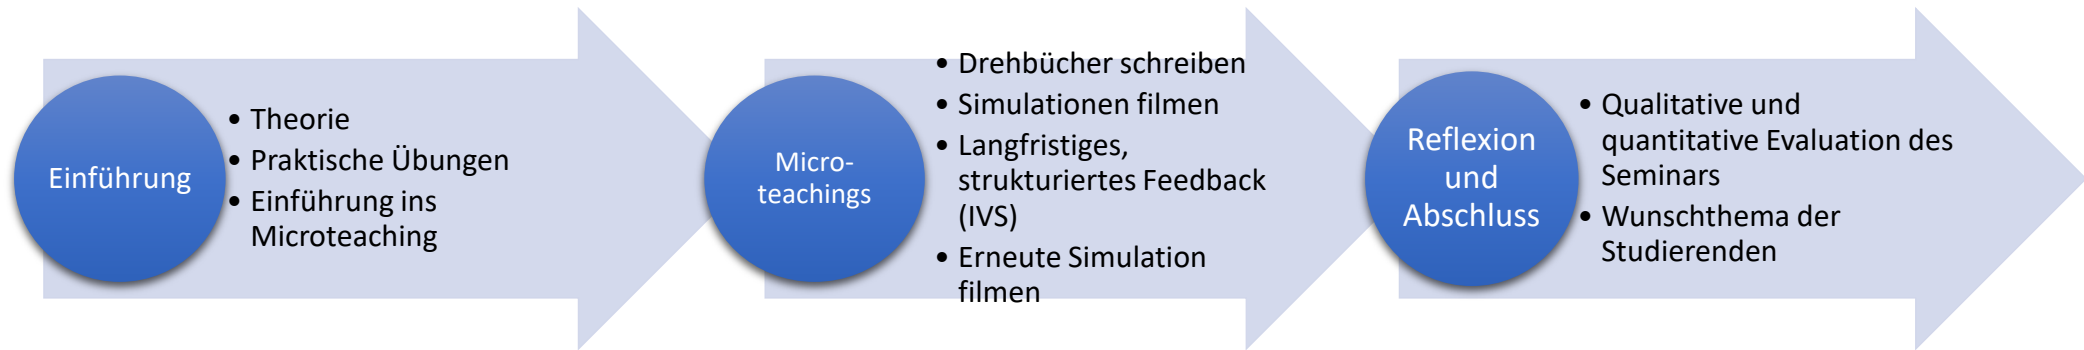 Einführung
• Theorie
• Praktische Übungen
• Einführung ins
Microteaching
Micro-
teachings
• Drehbücher schreiben
• Simulationen filmen
• Langfristiges,
strukturiertes Feedback
(IVS)
• Erneute Simulation
filmen
Reflexion
und
Abschluss
• Qualitative und
quantitative Evaluation des
Seminars
• Wunschthema der
Studierenden